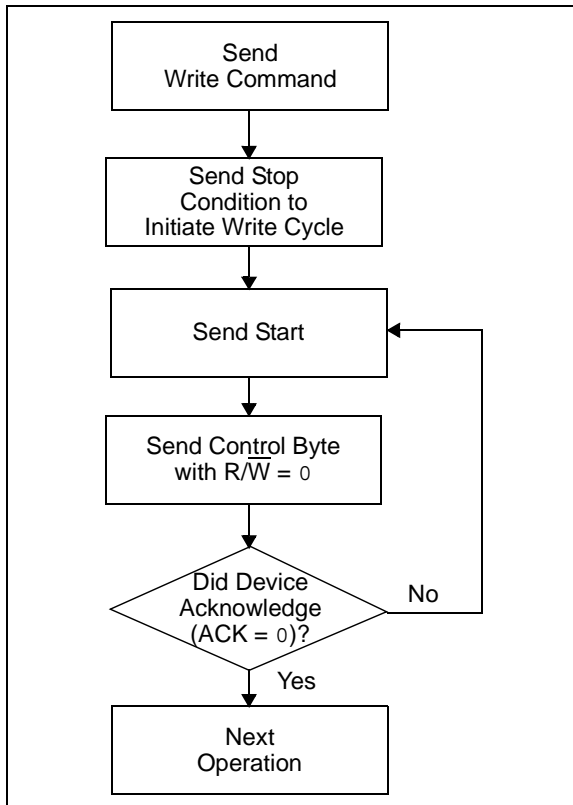 Send
Write Command
Send Stop
Condition to
Initiate Write Cycle
Send Start
Send Control Byte
with R/W̅ = 0
Did Device
Acknowledge
(ACK = 0)?
No
Yes
Next
Operation